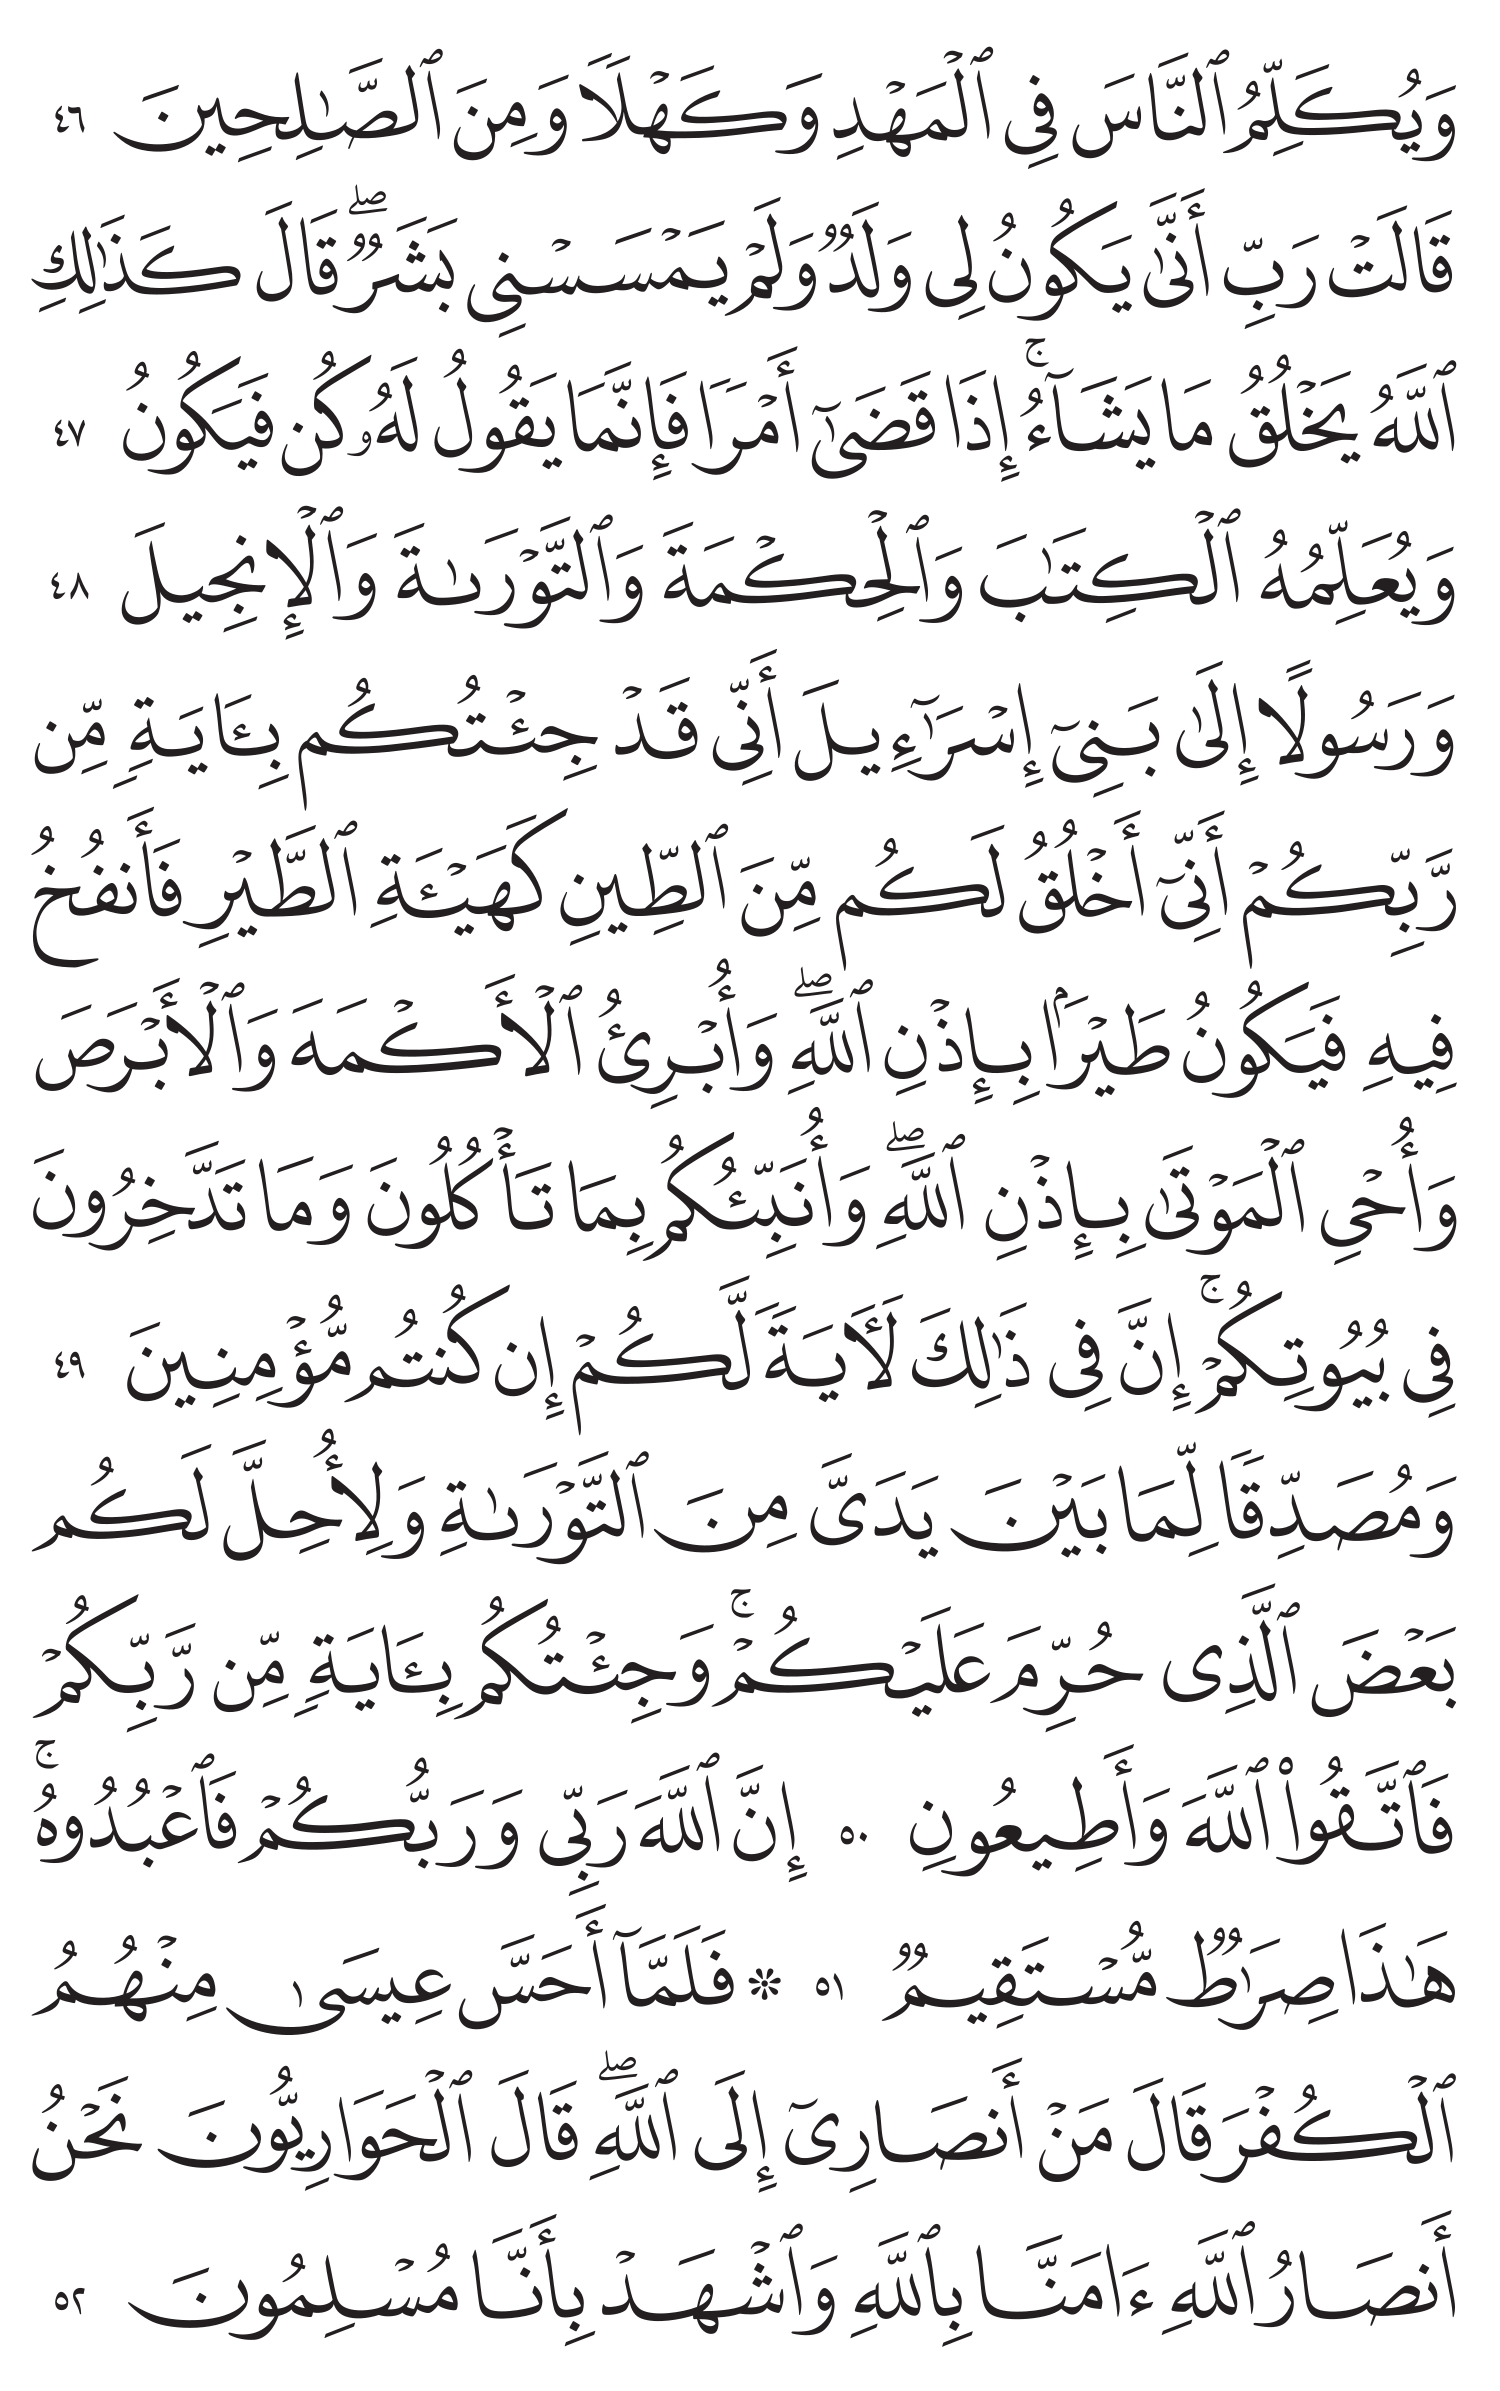 وَيُكَلِّمُ ٱلنَّاسَ فِى ٱلْمَهْدِ وَكَهْلًا وَمِنَ ٱلصَّـٰلِحِينَ ٤٦
قَالَتْ رَبِّ أَنَّىٰ يَكُونُ لِى وَلَدٌ وَلَمْ يَمْسَسْنِى بَشَرٌ ۖ قَالَ كَذَٰلِكِ
ٱللَّهُ يَخْلُقُ مَا يَشَآءُ ۚ إِذَا قَضَىٰٓ أَمْرًا فَإِنَّمَا يَقُولُ لَهُۥ كُن فَيَكُونُ ٤٧
وَيُعَلِّمُهُ ٱلْكِتَـٰبَ وَٱلْحِكْمَةَ وَٱلتَّوْرَىٰةَ وَٱلْإِنجِيلَ ٤٨
وَرَسُولًا إِلَىٰ بَنِىٓ إِسْرَٰٓءِيلَ أَنِّى قَدْ جِئْتُكُم بِـَٔايَةٍ مِّن
رَّبِّكُمْ أَنِّىٓ أَخْلُقُ لَكُم مِّنَ ٱلطِّينِ كَهَيْـَٔةِ ٱلطَّيْرِ فَأَنفُخُ
فِيهِ فَيَكُونُ طَيْرًۢا بِإِذْنِ ٱللَّهِ ۖ وَأُبْرِئُ ٱلْأَكْمَهَ وَٱلْأَبْرَصَ
وَأُحْىِ ٱلْمَوْتَىٰ بِإِذْنِ ٱللَّهِ ۖ وَأُنَبِّئُكُم بِمَا تَأْكُلُونَ وَمَا تَدَّخِرُونَ
فِى بُيُوتِكُمْ ۚ إِنَّ فِى ذَٰلِكَ لَـَٔايَةً لَّكُمْ إِن كُنتُم مُّؤْمِنِينَ ٤٩
وَمُصَدِّقًا لِّمَا بَيْنَ يَدَىَّ مِنَ ٱلتَّوْرَىٰةِ وَلِأُحِلَّ لَكُم
بَعْضَ ٱلَّذِى حُرِّمَ عَلَيْكُمْ ۚ وَجِئْتُكُم بِـَٔايَةٍ مِّن رَّبِّكُمْ
فَٱتَّقُوا۟ ٱللَّهَ وَأَطِيعُونِ ٥٠ إِنَّ ٱللَّهَ رَبِّى وَرَبُّكُمْ فَٱعْبُدُوهُ ۚ
هَـٰذَا صِرَٰطٌ مُّسْتَقِيمٌ ٥١ ۞ فَلَمَّآ أَحَسَّ عِيسَىٰ مِنْهُمُ
ٱلْكُفْرَ قَالَ مَنْ أَنصَارِىٓ إِلَى ٱللَّهِ ۖ قَالَ ٱلْحَوَارِيُّونَ نَحْنُ
أَنصَارُ ٱللَّهِ ءَامَنَّا بِٱللَّهِ وَٱشْهَدْ بِأَنَّا مُسْلِمُونَ ٥٢